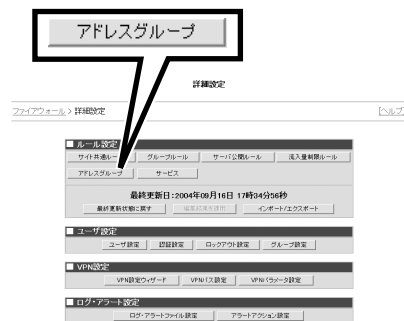 アドレスグループ
詳細設定
ファイアウォール > 詳細設定 [ヘルプ]
■ ルール設定
サイト共通ルール グループルール サーバ公開ルール 流入量制限ルール
アドレスグループ サービス
最終更新日:2004年09月16日 17時34分56秒
最終更新状態に戻す 編集結果を適用 インポート/エクスポート
■ ユーザ設定
ユーザ設定 認証設定 ロックアウト設定 グループ設定
■ VPN設定
VPN設定ウィザード VPNパス設定 VPNパラメータ設定
■ ログ・アラート設定
ログ・アラートファイル設定 アラートアクション設定